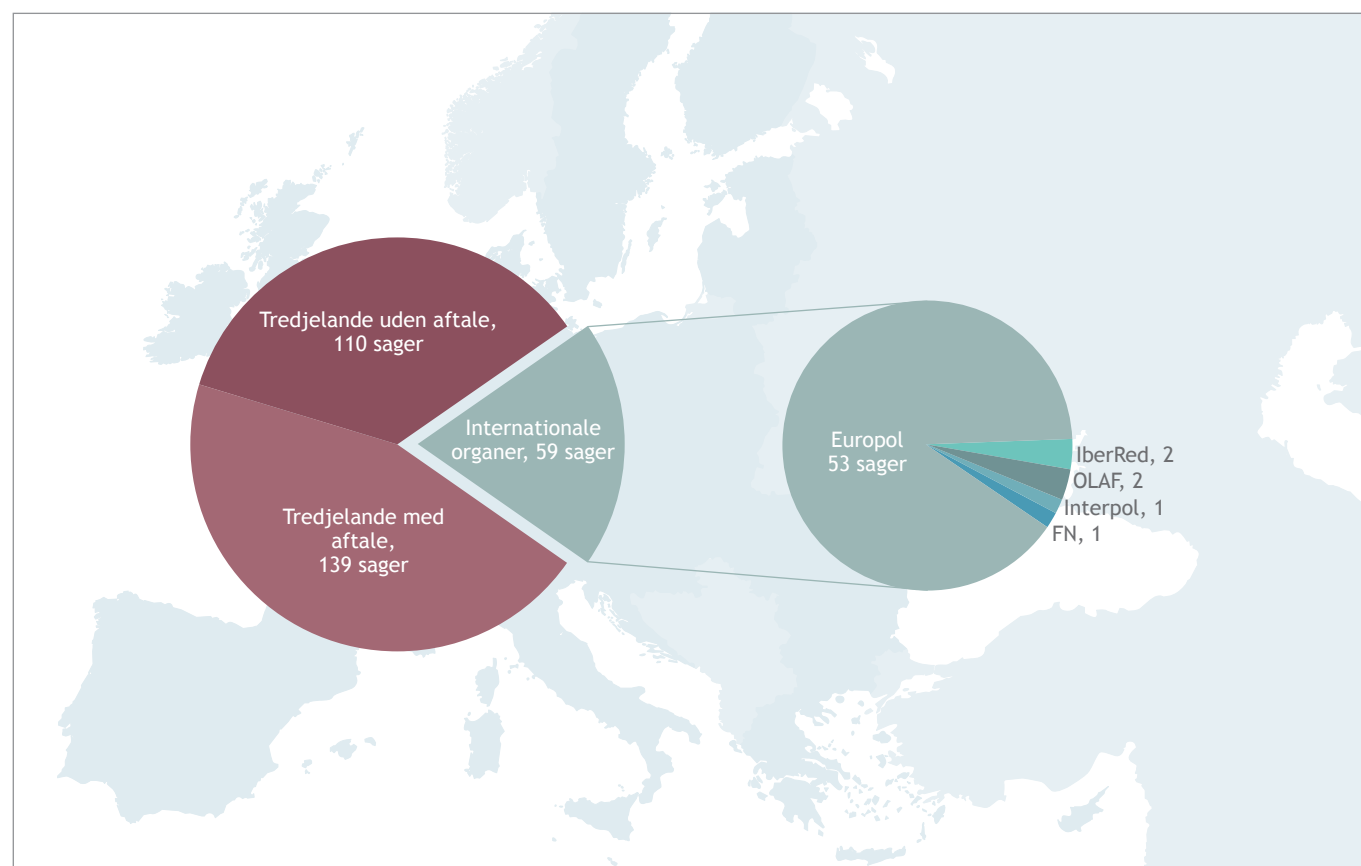 Tredjelande uden aftale,
110 sager
Internationale
organer, 59 sager
Tredjelande med
aftale,
139 sager
Europol
53 sager
IberRed, 2
OLAF, 2
Interpol, 1
FN, 1